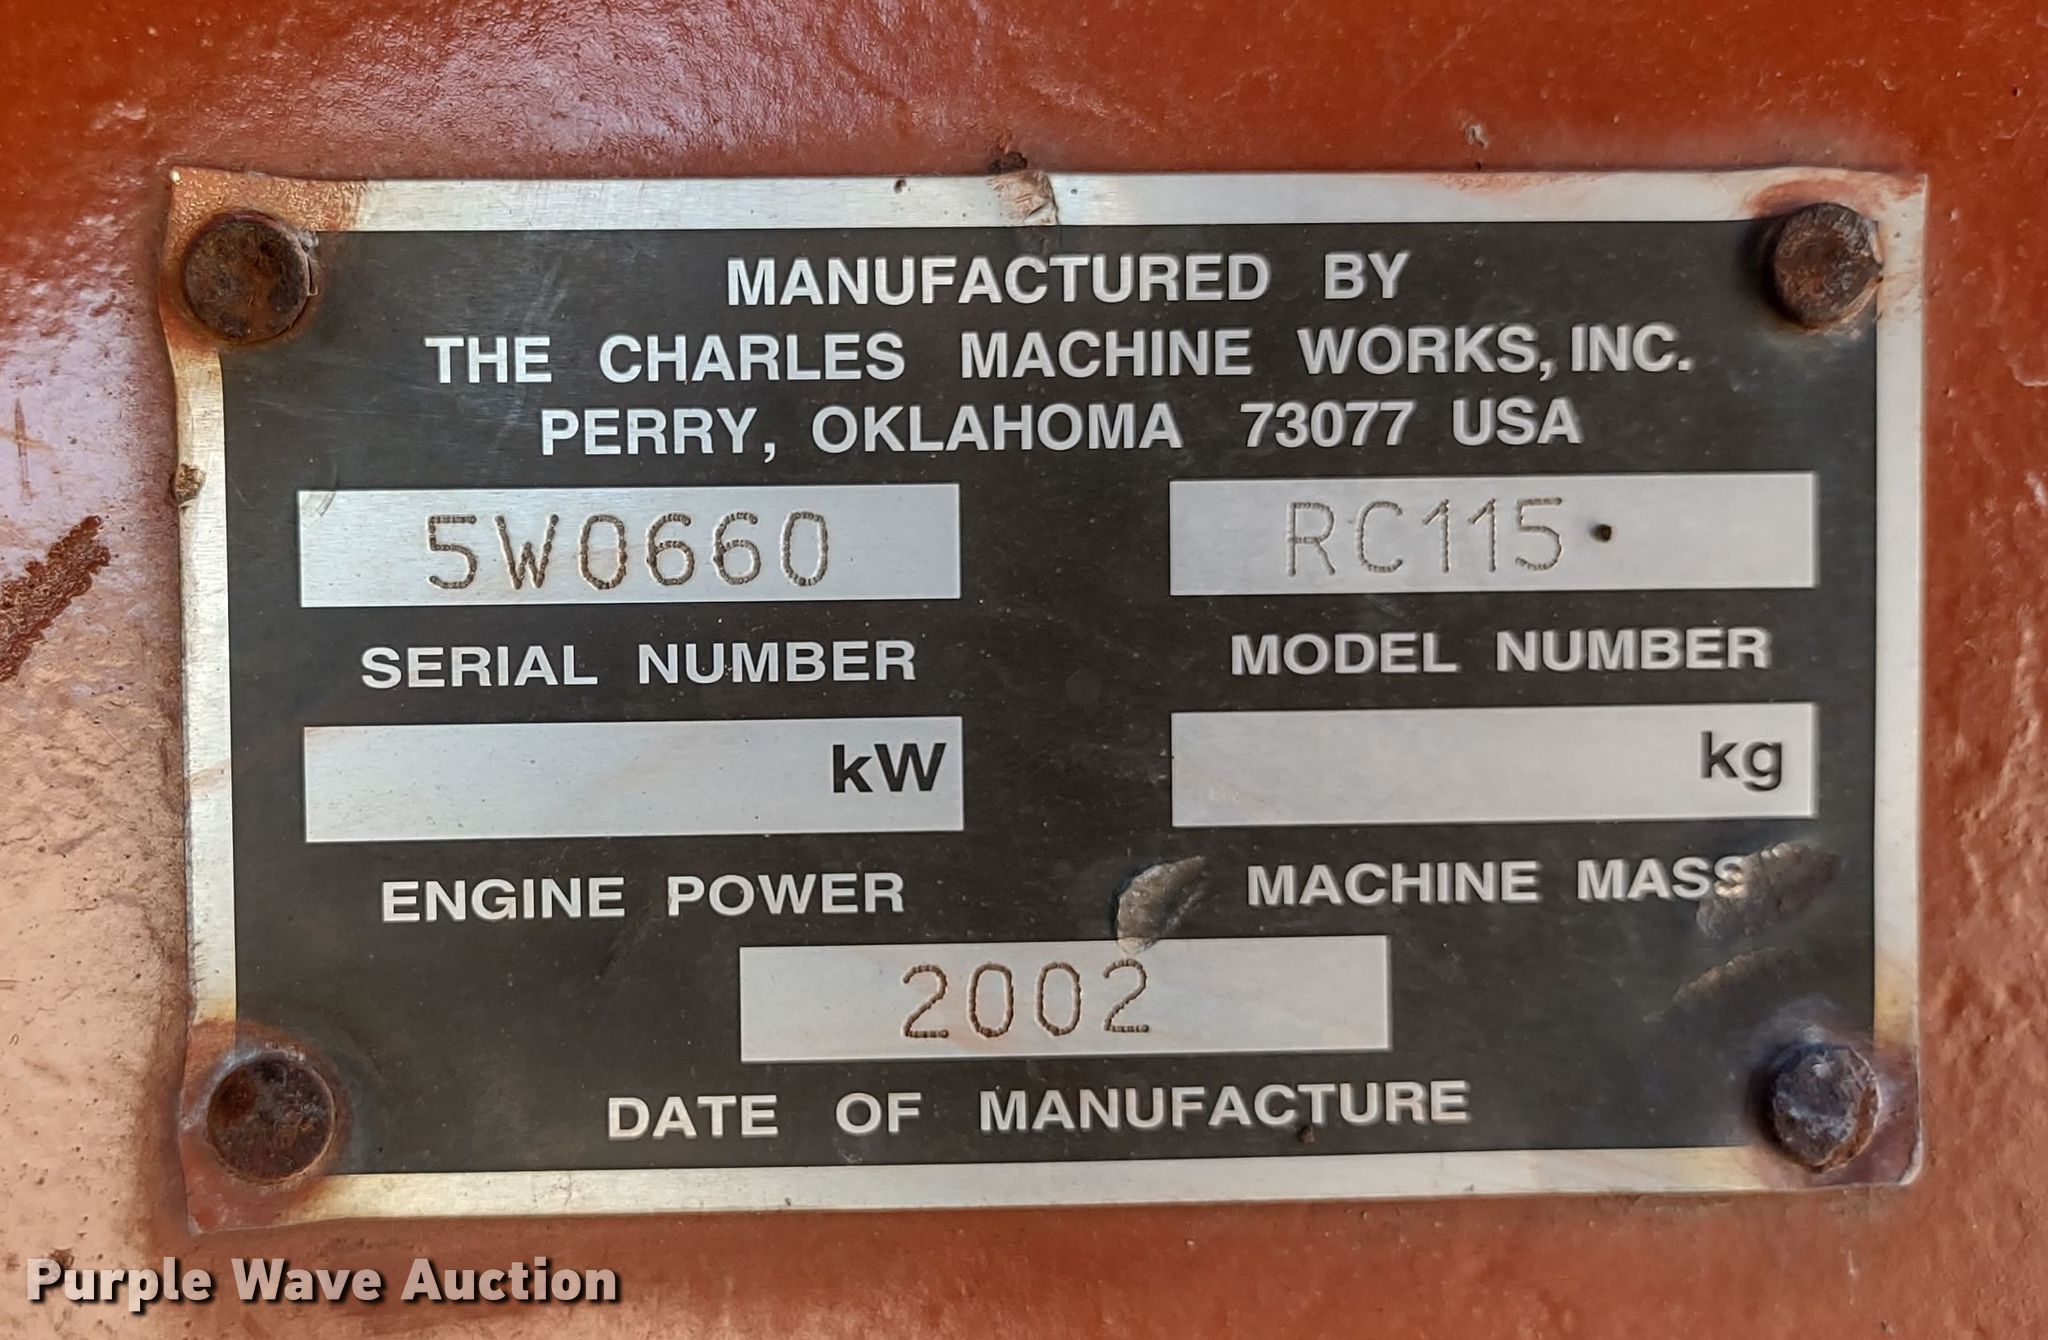 MANUFACTURED BY
THE CHARLES MACHINE WORKS, INC.
PERRY, OKLAHOMA 73077 USA
5W0660 RC115
SERIAL NUMBER MODEL NUMBER
kW kg
ENGINE POWER MACHINE MASS
2002
DATE OF MANUFACTURE
Purple Wave Auction